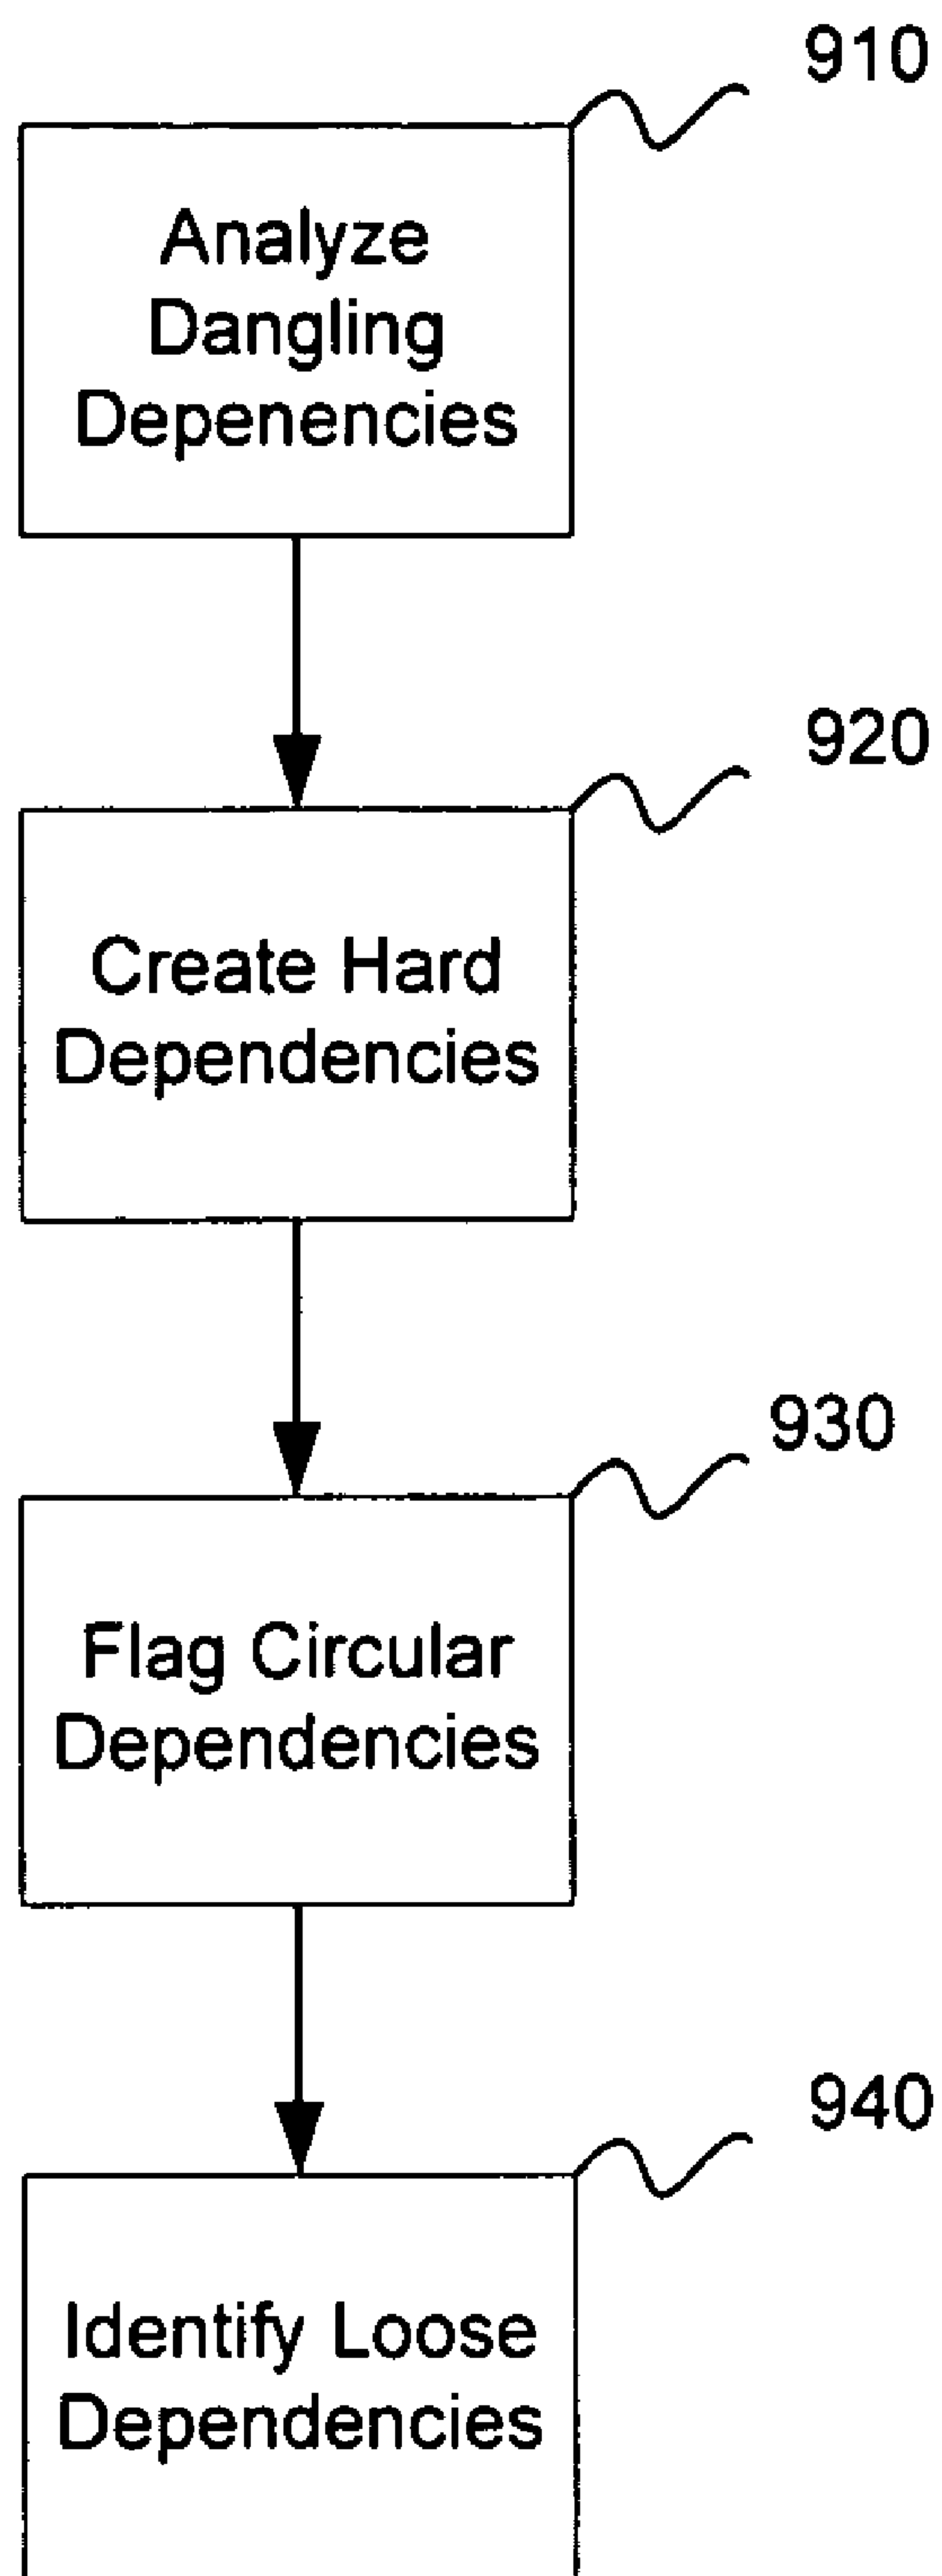 910
Analyze
Dangling
Depenencies
920
Create Hard
Dependencies
930
Flag Circular
Dependencies
940
Identify Loose
Dependencies